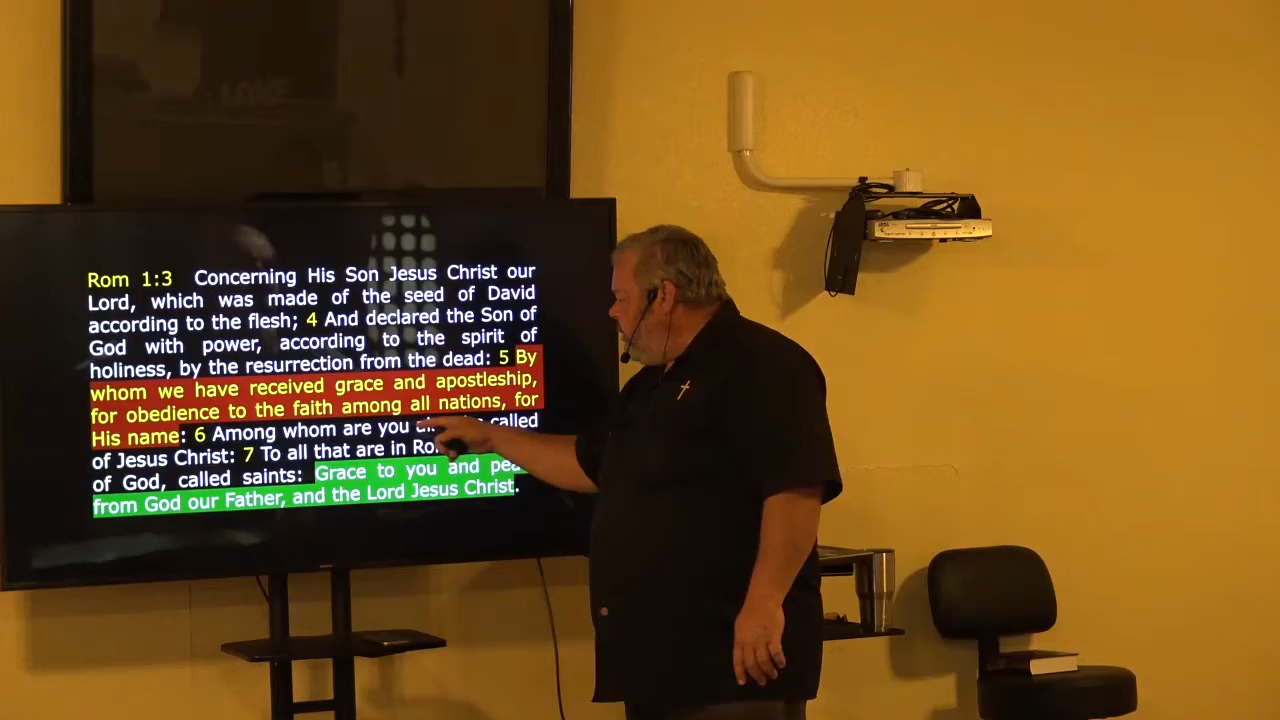 Rom 1:3 Concerning His Son Jesus Christ our
Lord, which was made of the seed of David
according to the flesh; 4 And declared the Son of
God with power, according to the spirit of
holiness, by the resurrection from the dead: 5 By
whom we have received grace and apostleship,
for obedience to the faith among all nations, for
His name: 6 Among whom are you called
of Jesus Christ: 7 To all that are in
of God, called saints: Grace to you and
from God our Father, and the Lord Jesus Christ.